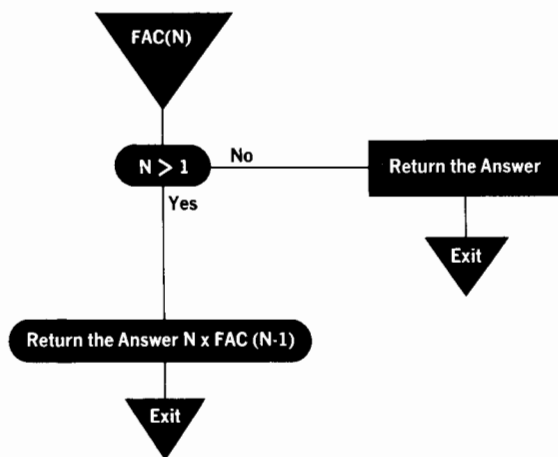 FAC(N)
N > 1
No
Return the Answer
Yes
Exit
Return the Answer N x FAC (N-1)
Exit